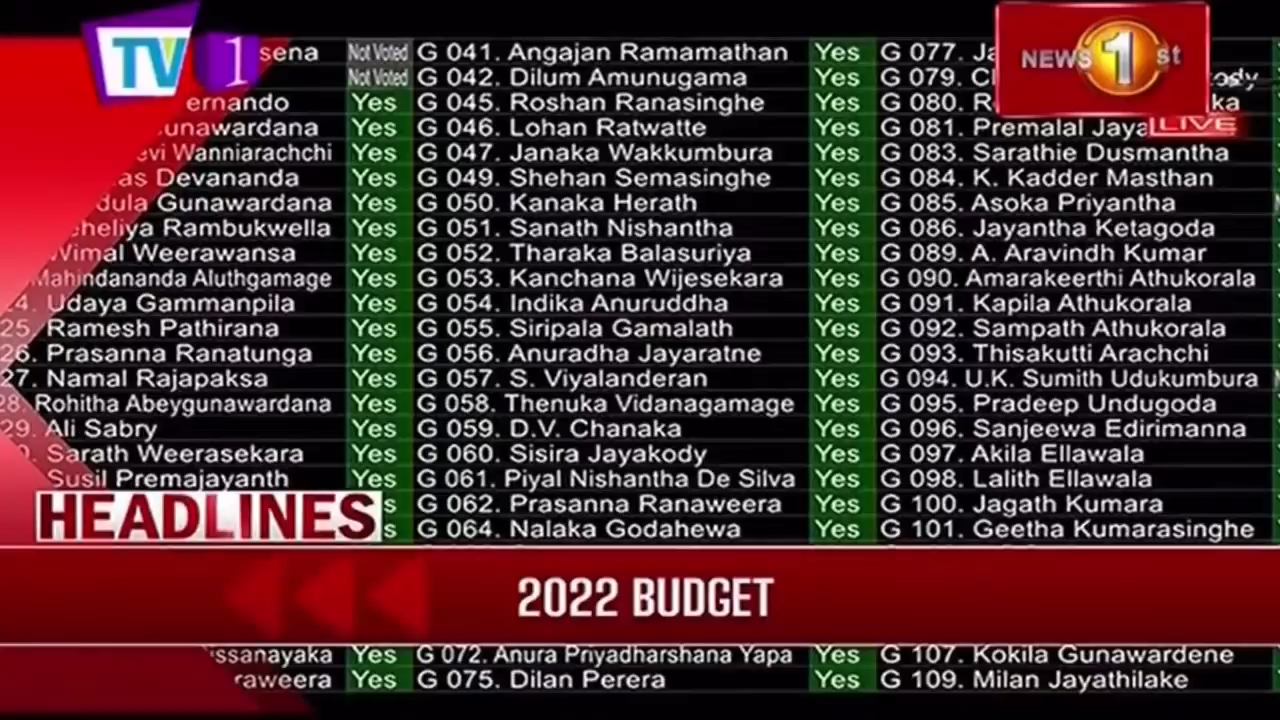 TV 1
NEWS 1 st
LIVE
sena Not Voted G 041. Angajan Ramamathan Yes G 077.
Not Voted G 042. Dilum Amunugama Yes G 079.
ernando Yes G 045. Roshan Ranasinghe Yes G 080.
unawardana Yes G 046. Lohan Ratwatte Yes G 081. Premalal Jaya
evi Wanniarachchi Yes G 047. Janaka Wakkumbura Yes G 083. Sarathie Dusmantha
as Devananda Yes G 049. Shehan Semasinghe Yes G 084. K. Kadder Masthan
dula Gunawardana Yes G 050. Kanaka Herath Yes G 085. Asoka Priyantha
eheliya Rambukwella Yes G 051. Sanath Nishantha Yes G 086. Jayantha Ketagoda
Wimal Weerawansa Yes G 052. Tharaka Balasuriya Yes G 089. A. Aravindh Kumar
Mahindananda Aluthgamage Yes G 053. Kanchana Wijesekara Yes G 090. Amarakeerthi Athukorala
4. Udaya Gammanpila Yes G 054. Indika Anuruddha Yes G 091. Kapila Athukorala
25. Ramesh Pathirana Yes G 055. Siripala Gamalath Yes G 092. Sampath Athukorala
26. Prasanna Ranatunga Yes G 056. Anuradha Jayaratne Yes G 093. Thisakutti Arachchi
27. Namal Rajapaksa Yes G 057. S. Viyalanderan Yes G 094. U.K. Sumith Udukumbura
28. Rohitha Abeygunawardana Yes G 058. Thenuka Vidanagamage Yes G 095. Pradeep Undugoda
29. Ali Sabry Yes G 059. D.V. Chanaka Yes G 096. Sanjeewa Edirimanna
0. Sarath Weerasekara Yes G 060. Sisira Jayakody Yes G 097. Akila Ellawala
Susil Premajayanth Yes G 061. Piyal Nishantha De Silva Yes G 098. Lalith Ellawala
s G 062. Prasanna Ranaweera Yes G 100. Jagath Kumara
s G 064. Nalaka Godahewa Yes G 101. Geetha Kumarasinghe
HEADLINES
2022 BUDGET
issanayaka Yes G 072. Anura Priyadharshana Yapa Yes G 107. Kokila Gunawardene
raweera Yes G 075. Dilan Perera Yes G 109. Milan Jayathilake